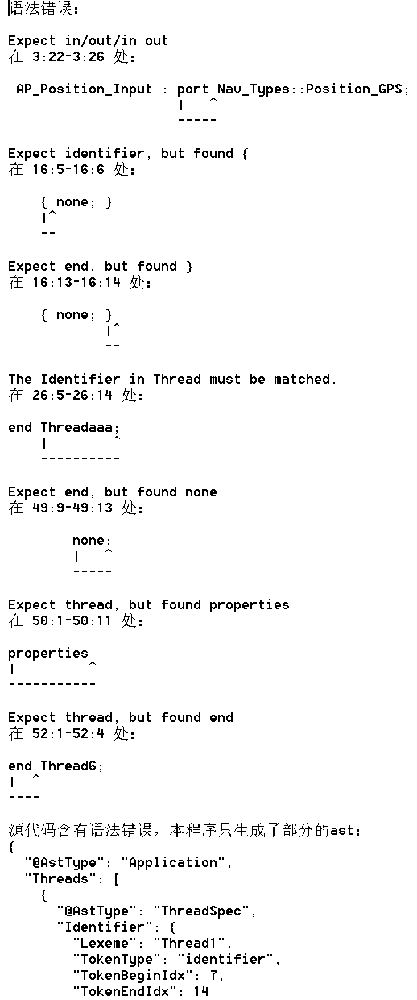 语法错误：
Expect in/out/in out
在 3:22-3:26 处：
AP_Position_Input : port Nav_Types::Position_GPS;
|   ^
-----
Expect identifier, but found {
在 16:5-16:6 处：
{ none; }
|^
--
Expect end, but found }
在 16:13-16:14 处：
{ none; }
|^
--
The Identifier in Thread must be matched.
在 26:5-26:14 处：
end Threadaaa;
|        ^
----------
Expect end, but found none
在 49:9-49:13 处：
none;
|   ^
-----
Expect thread, but found properties
在 50:1-50:11 处：
properties
|         ^
-----------
Expect thread, but found end
在 52:1-52:4 处：
end Thread6;
|  ^
----
源代码含有语法错误，本程序只生成了部分的ast：
{
"@AstType": "Application",
"Threads": [
{
"@AstType": "ThreadSpec",
"Identifier": {
"Lexeme": "Thread1",
"TokenType": "identifier",
"TokenBeginIdx": 7,
"TokenEndIdx": 14